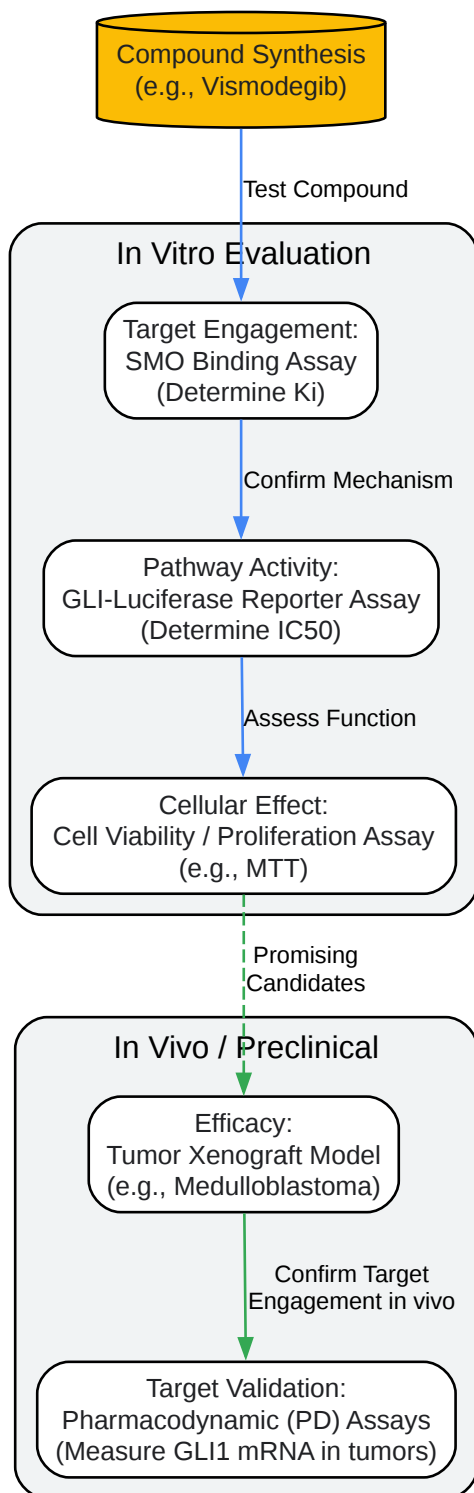 Compound Synthesis
(e.g., Vismodegib)
Test Compound
In Vitro Evaluation
Target Engagement:
SMO Binding Assay
(Determine Ki)
Confirm Mechanism
Pathway Activity:
GLI-Luciferase Reporter Assay
(Determine IC50)
Assess Function
Cellular Effect:
Cell Viability / Proliferation Assay
(e.g., MTT)
Promising
Candidates
In Vivo / Preclinical
Efficacy:
Tumor Xenograft Model
(e.g., Medulloblastoma)
Confirm Target
Engagement in vivo
Target Validation:
Pharmacodynamic (PD) Assays
(Measure GLI1 mRNA in tumors)